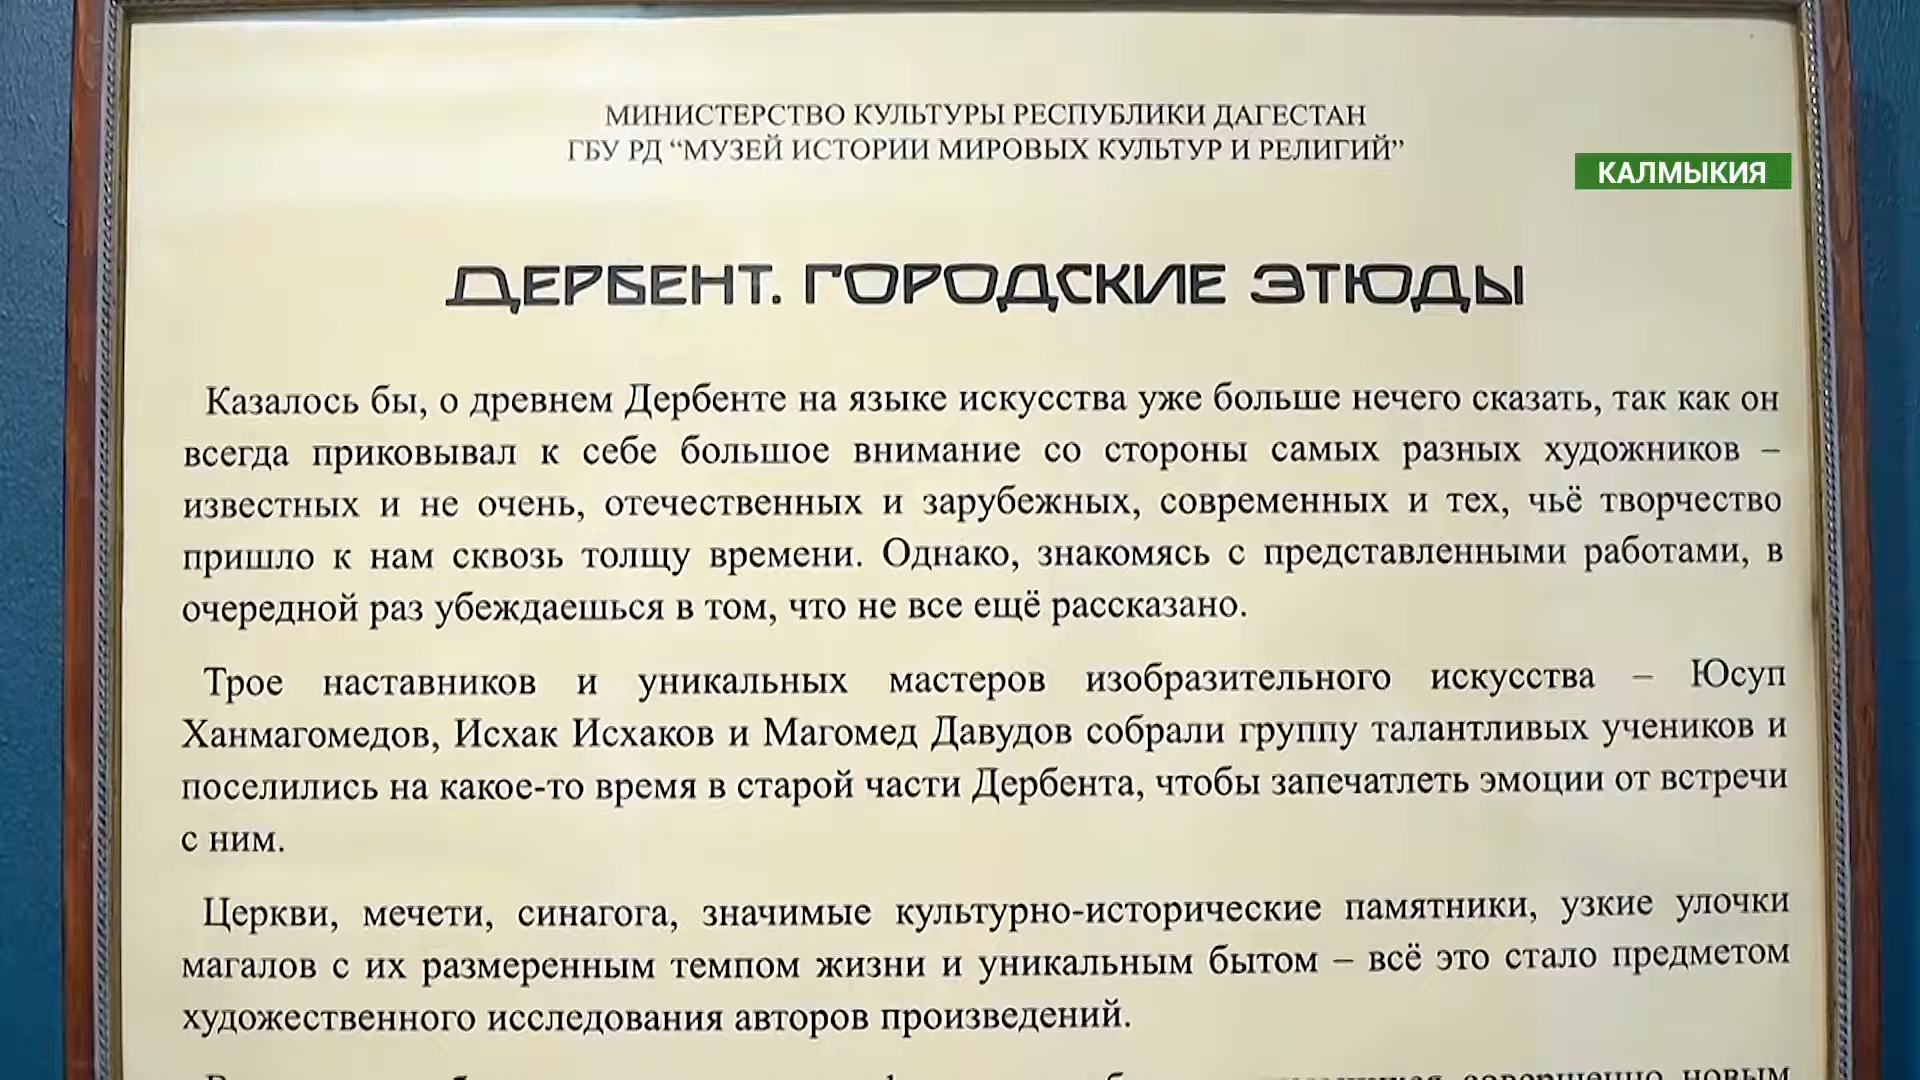 МИНИСТЕРСТВО КУЛЬТУРЫ РЕСПУБЛИКИ ДАГЕСТАН
ГБУ РД “МУЗЕЙ ИСТОРИИ МИРОВЫХ КУЛЬТУР И РЕЛИГИЙ”
КАЛМЫКИЯ
ДЕРБЕНТ. ГОРОДСКИЕ ЭТЮДЫ
Казалось бы, о древнем Дербенте на языке искусства уже больше нечего сказать, так как он
всегда приковывал к себе большое внимание со стороны самых разных художников –
известных и не очень, отечественных и зарубежных, современных и тех, чьё творчество
пришло к нам сквозь толщу времени. Однако, знакомясь с представленными работами, в
очередной раз убеждаешься в том, что не все ещё рассказано.
Трое наставников и уникальных мастеров изобразительного искусства – Юсуп
Ханмагомедов, Исхак Исхаков и Магомед Давудов собрали группу талантливых учеников и
поселились на какое-то время в старой части Дербента, чтобы запечатлеть эмоции от встречи
с ним.
Церкви, мечети, синагога, значимые культурно-исторические памятники, узкие улочки
магалов с их размеренным темпом жизни и уникальным бытом – всё это стало предметом
художественного исследования авторов произведений.
совершенно новым